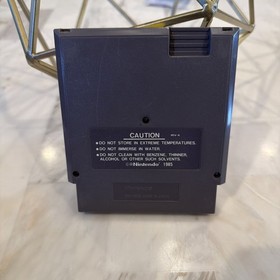 CAUTION REV-A
• DO NOT STORE IN EXTREME TEMPERATURES.
• DO NOT IMMERSE IN WATER.
• DO NOT CLEAN WITH BENZENE, THINNER,
ALCOHOL OR OTHER SUCH SOLVENTS.
Nintendo 1985